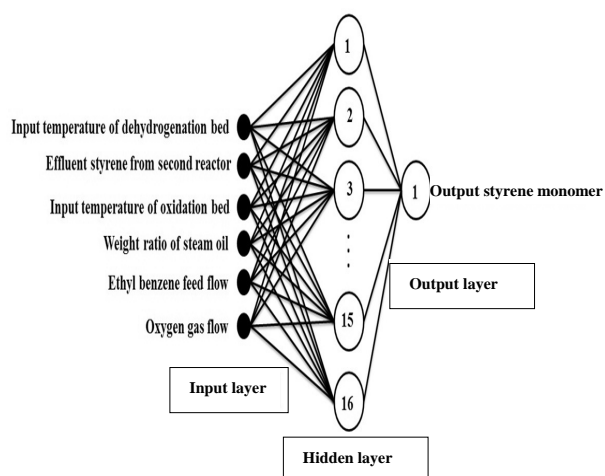 1
2
Input temperature of dehydrogenation bed
Effluent styrene from second reactor
3
1
Output styrene monomer
Input temperature of oxidation bed
Weight ratio of steam oil
Ethyl benzene feed flow
Output layer
Oxygen gas flow
15
Input layer
16
Hidden layer